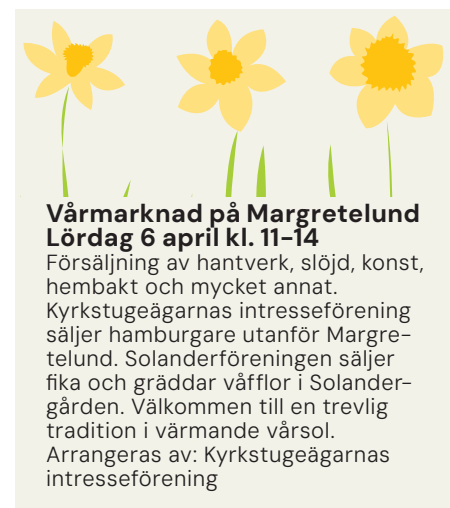 Vårmarknad på Margretelund
Lördag 6 april kl. 11–14
Försäljning av hantverk, slöjd, konst,
hembakt och mycket annat.
Kyrkstugeägarnas intresseförening
säljer hamburgare utanför Margre-
telund. Solanderföreningen säljer
fika och gräddar våfflor i Solander-
gården. Välkommen till en trevlig
tradition i värmande vårsol.
Arrangeras av: Kyrkstugeägarnas
intresseförening